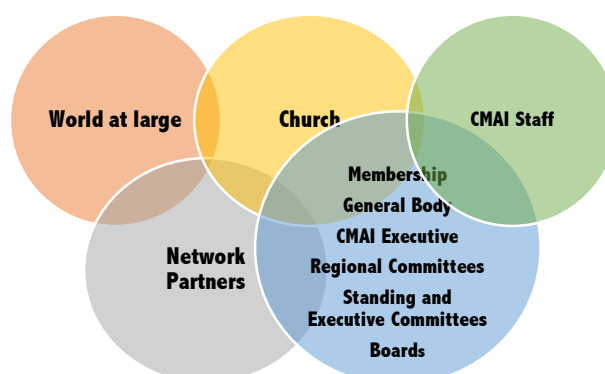 World at large
Church
CMAI Staff
Membership
General Body
CMAI Executive
Regional Committees
Standing and
Executive Committees
Boards
Network
Partners